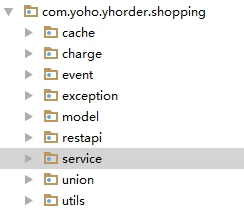 com.yoho.yhorder.shopping
cache
charge
event
exception
model
restapi
service
union
utils